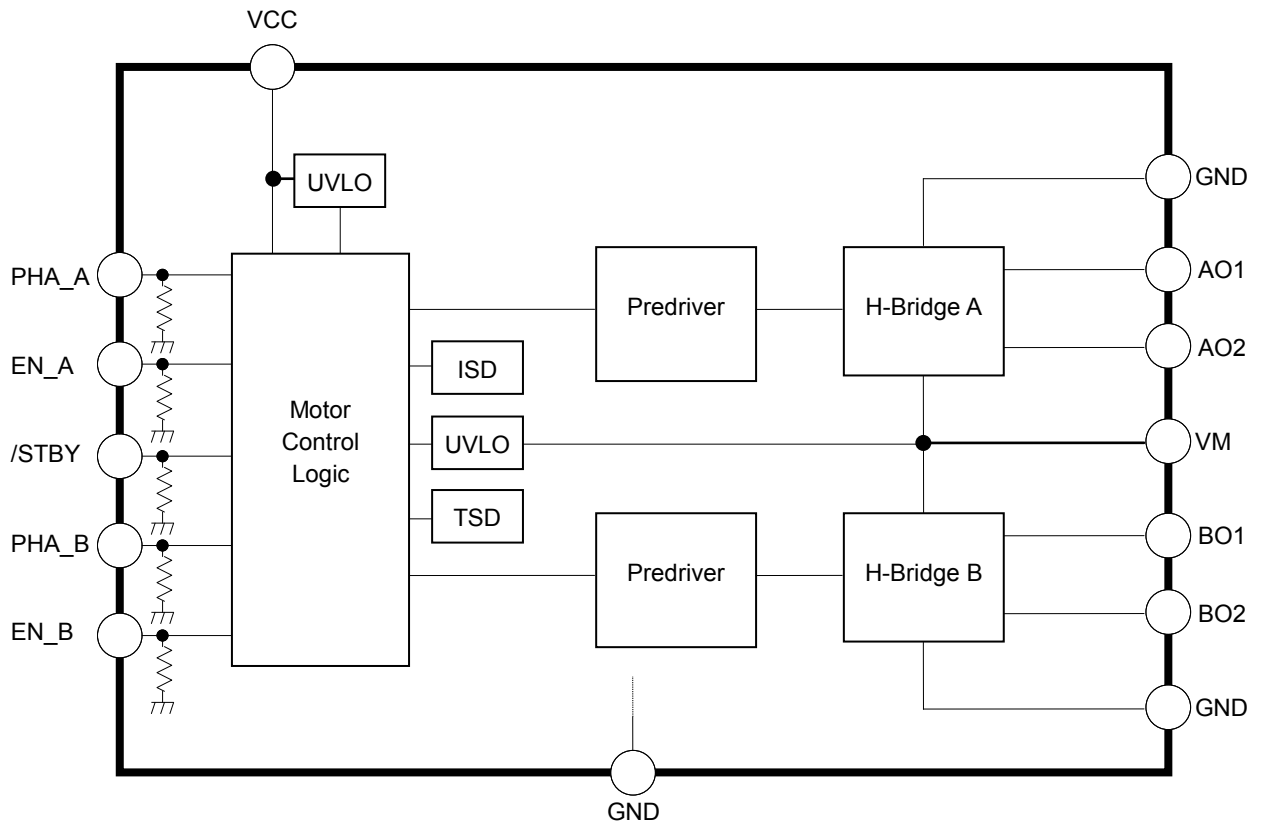 VCC
UVLO
GND
PHA_A
AO1
Predriver
H-Bridge A
AO2
EN_A
ISD
Motor
Control
Logic
/STBY
UVLO
VM
TSD
PHA_B
BO1
Predriver
H-Bridge B
BO2
EN_B
GND
GND